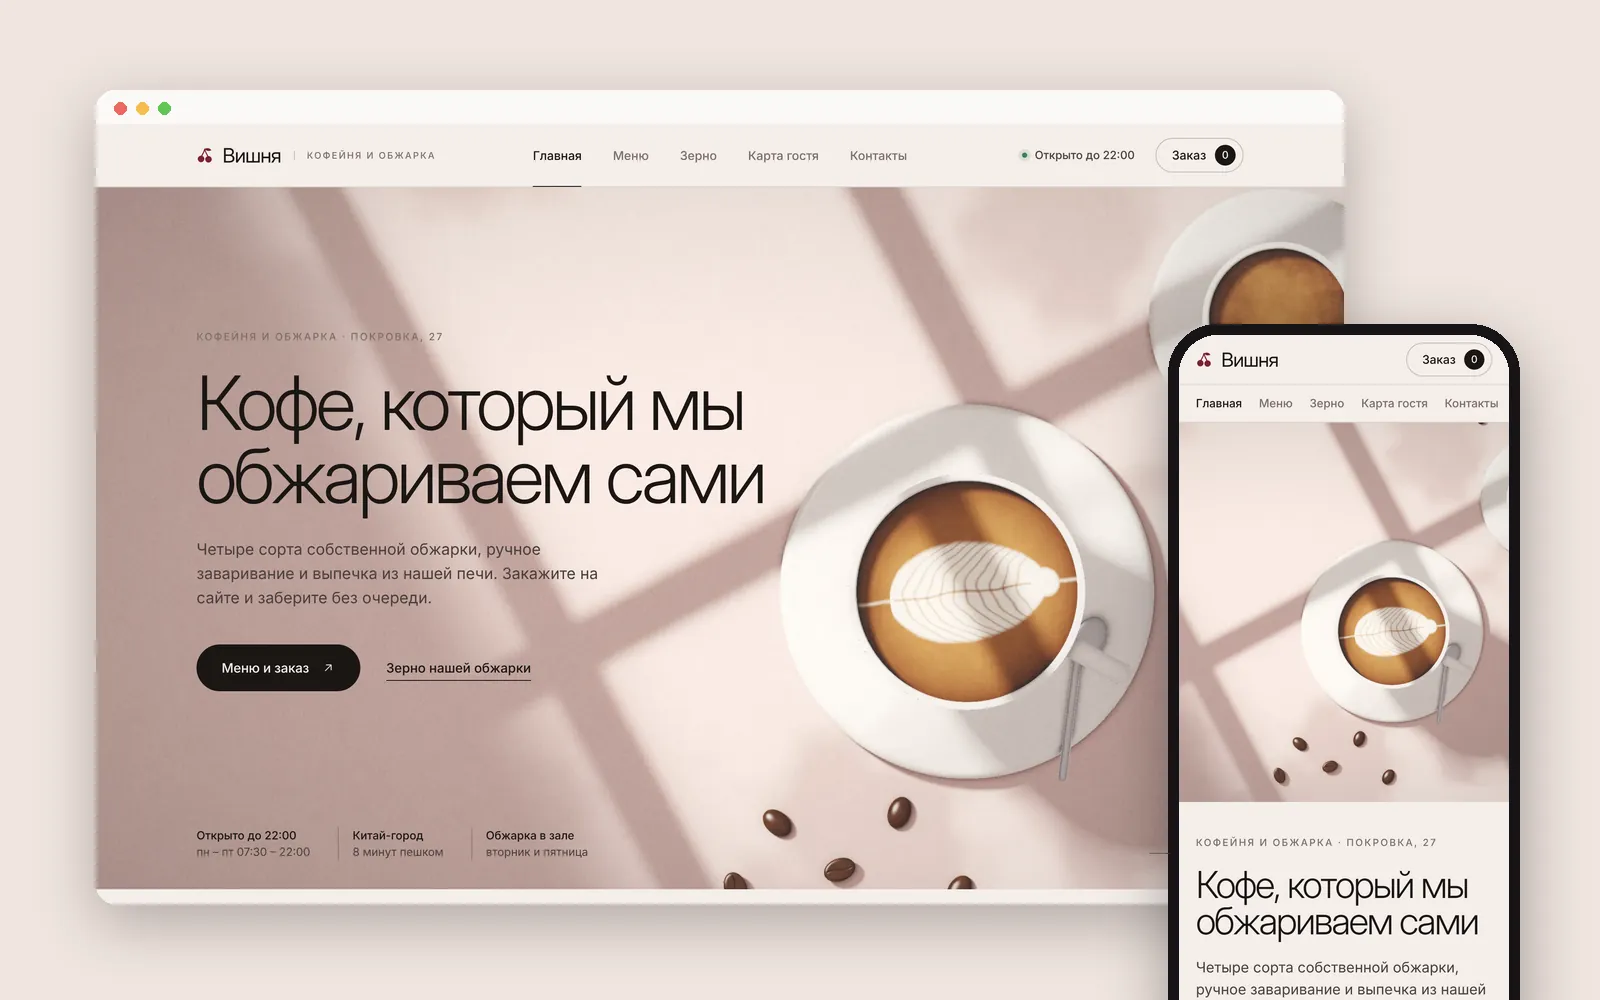 Вишня
КОФЕЙНЯ И ОБЖАРКА
Главная
Меню
Зерно
Карта гостя
Контакты
Открыто до 22:00
Заказ 0
КОФЕЙНЯ И ОБЖАРКА · ПОКРОВКА, 27
Кофе, который мы
обжариваем сами
Четыре сорта собственной обжарки, ручное
заваривание и выпечка из нашей печи. Закажите на
сайте и заберите без очереди.
Меню и заказ
Зерно нашей обжарки
Открыто до 22:00
пн – пт 07:30 – 22:00
Китай-город
8 минут пешком
Обжарка в зале
вторник и пятница
Вишня
Заказ 0
Главная
Меню
Зерно
Карта гостя
Контакты
КОФЕЙНЯ И ОБЖАРКА · ПОКРОВКА, 27
Кофе, который мы
обжариваем сами
Четыре сорта собственной обжарки,
ручное заваривание и выпечка из нашей